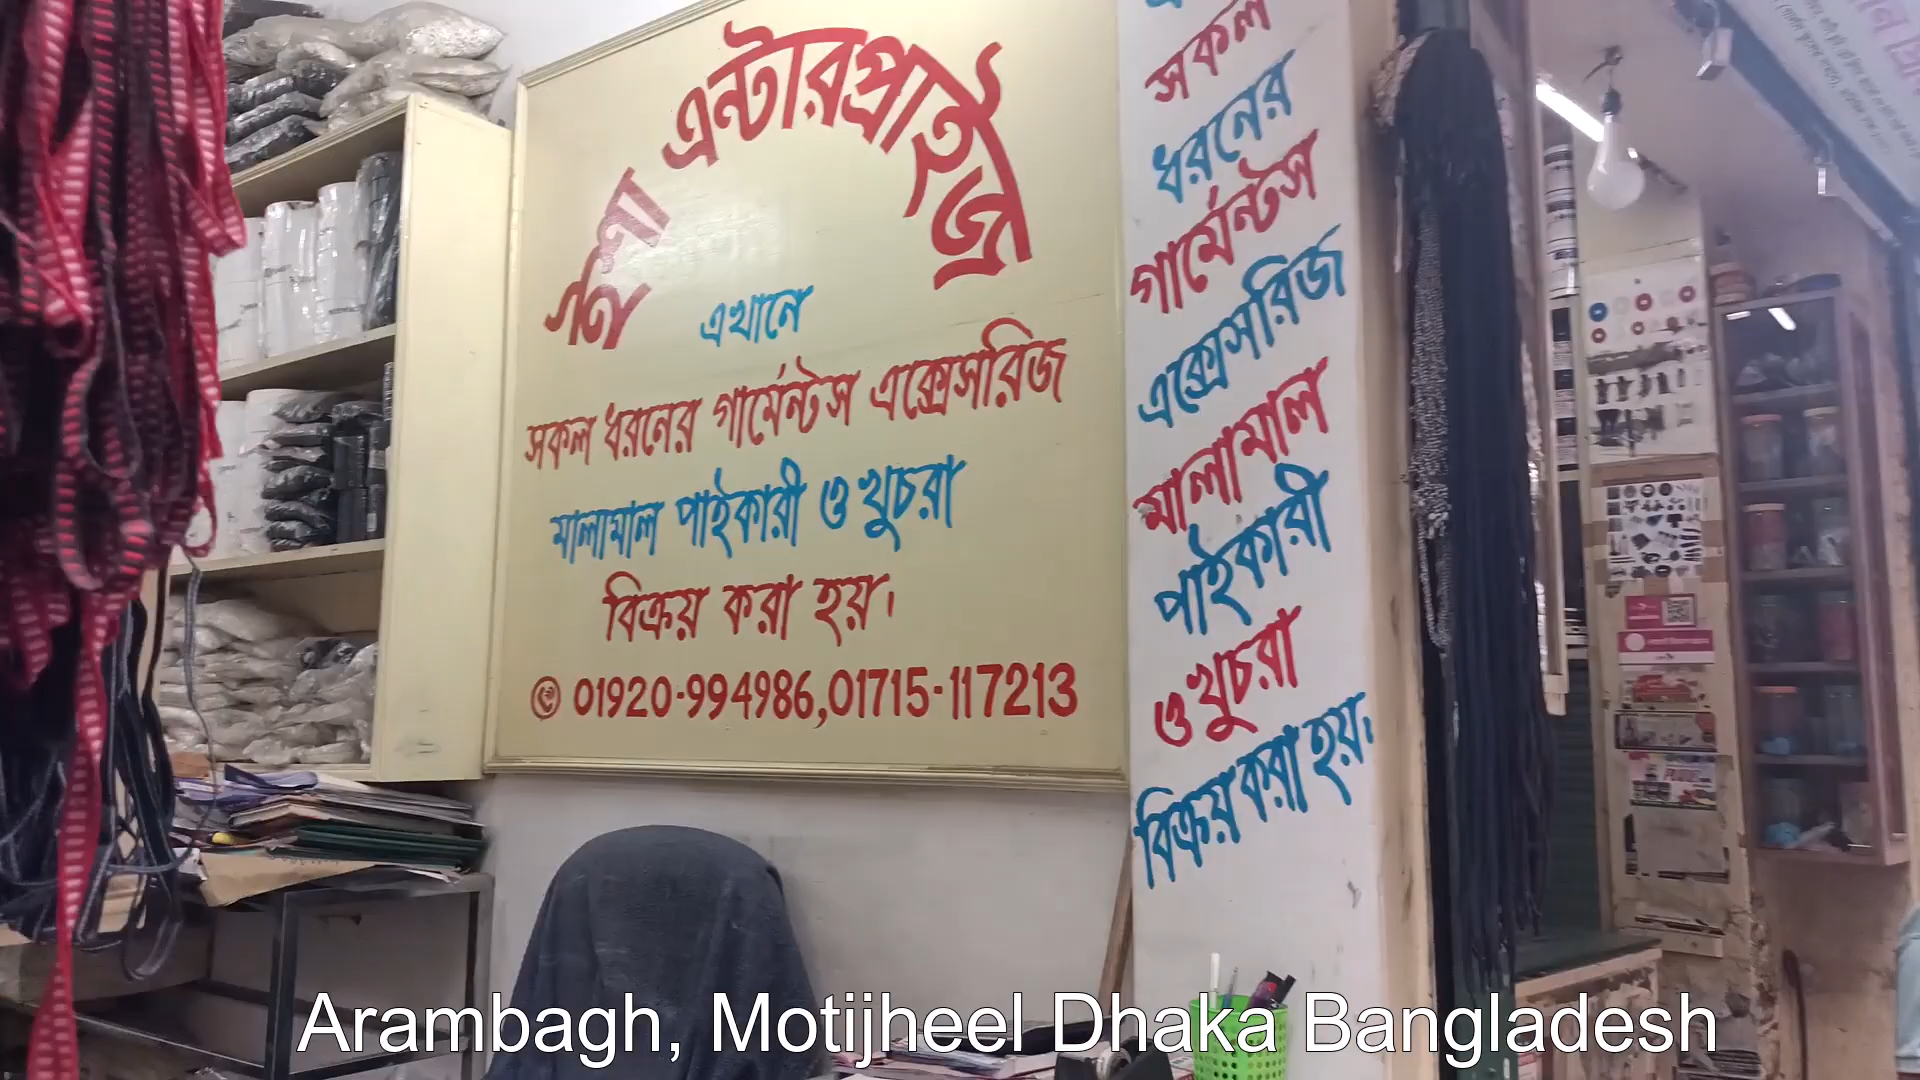 এন্টারপ্রাইজ
এখানে
সকল ধরনের গার্মেন্টস এক্সেসরিজ
মালামাল পাইকারী ও খুচরা
বিক্রয় করা হয়।
01920-994986,01715-117213
সকল
ধরনের
গার্মেন্টস
এক্সেসরিজ
মালামাল
পাইকারী
ও খুচরা
বিক্রয় করা হয়।
Arambagh, Motijheel Dhaka Bangladesh